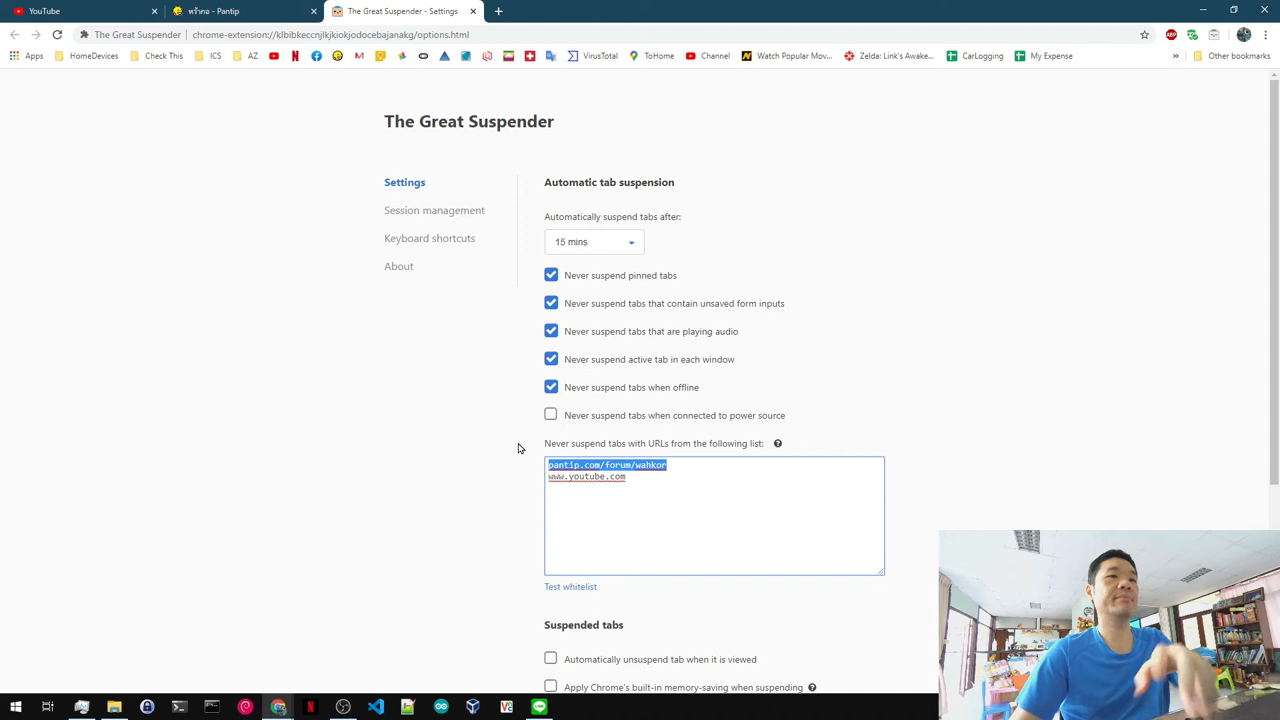 YouTube
หว้ากอ - Pantip
The Great Suspender - Settings
The Great Suspender
chrome-extension://klbibkeccnjlkjkiokjodocebajanakg/options.html
Apps
HomeDevices
Check This
ICS
AZ
VirusTotal
ToHome
Channel
Watch Popular Mov...
Zelda: Link's Awake...
CarLogging
My Expense
»
Other bookmarks
The Great Suspender
Settings
Session management
Keyboard shortcuts
About
Automatic tab suspension
Automatically suspend tabs after:
15 mins
Never suspend pinned tabs
Never suspend tabs that contain unsaved form inputs
Never suspend tabs that are playing audio
Never suspend active tab in each window
Never suspend tabs when offline
Never suspend tabs when connected to power source
Never suspend tabs with URLs from the following list:
pantip.com/forum/wahkor
www.youtube.com
Test whitelist
Suspended tabs
Automatically unsuspend tab when it is viewed
Apply Chrome's built-in memory-saving when suspending